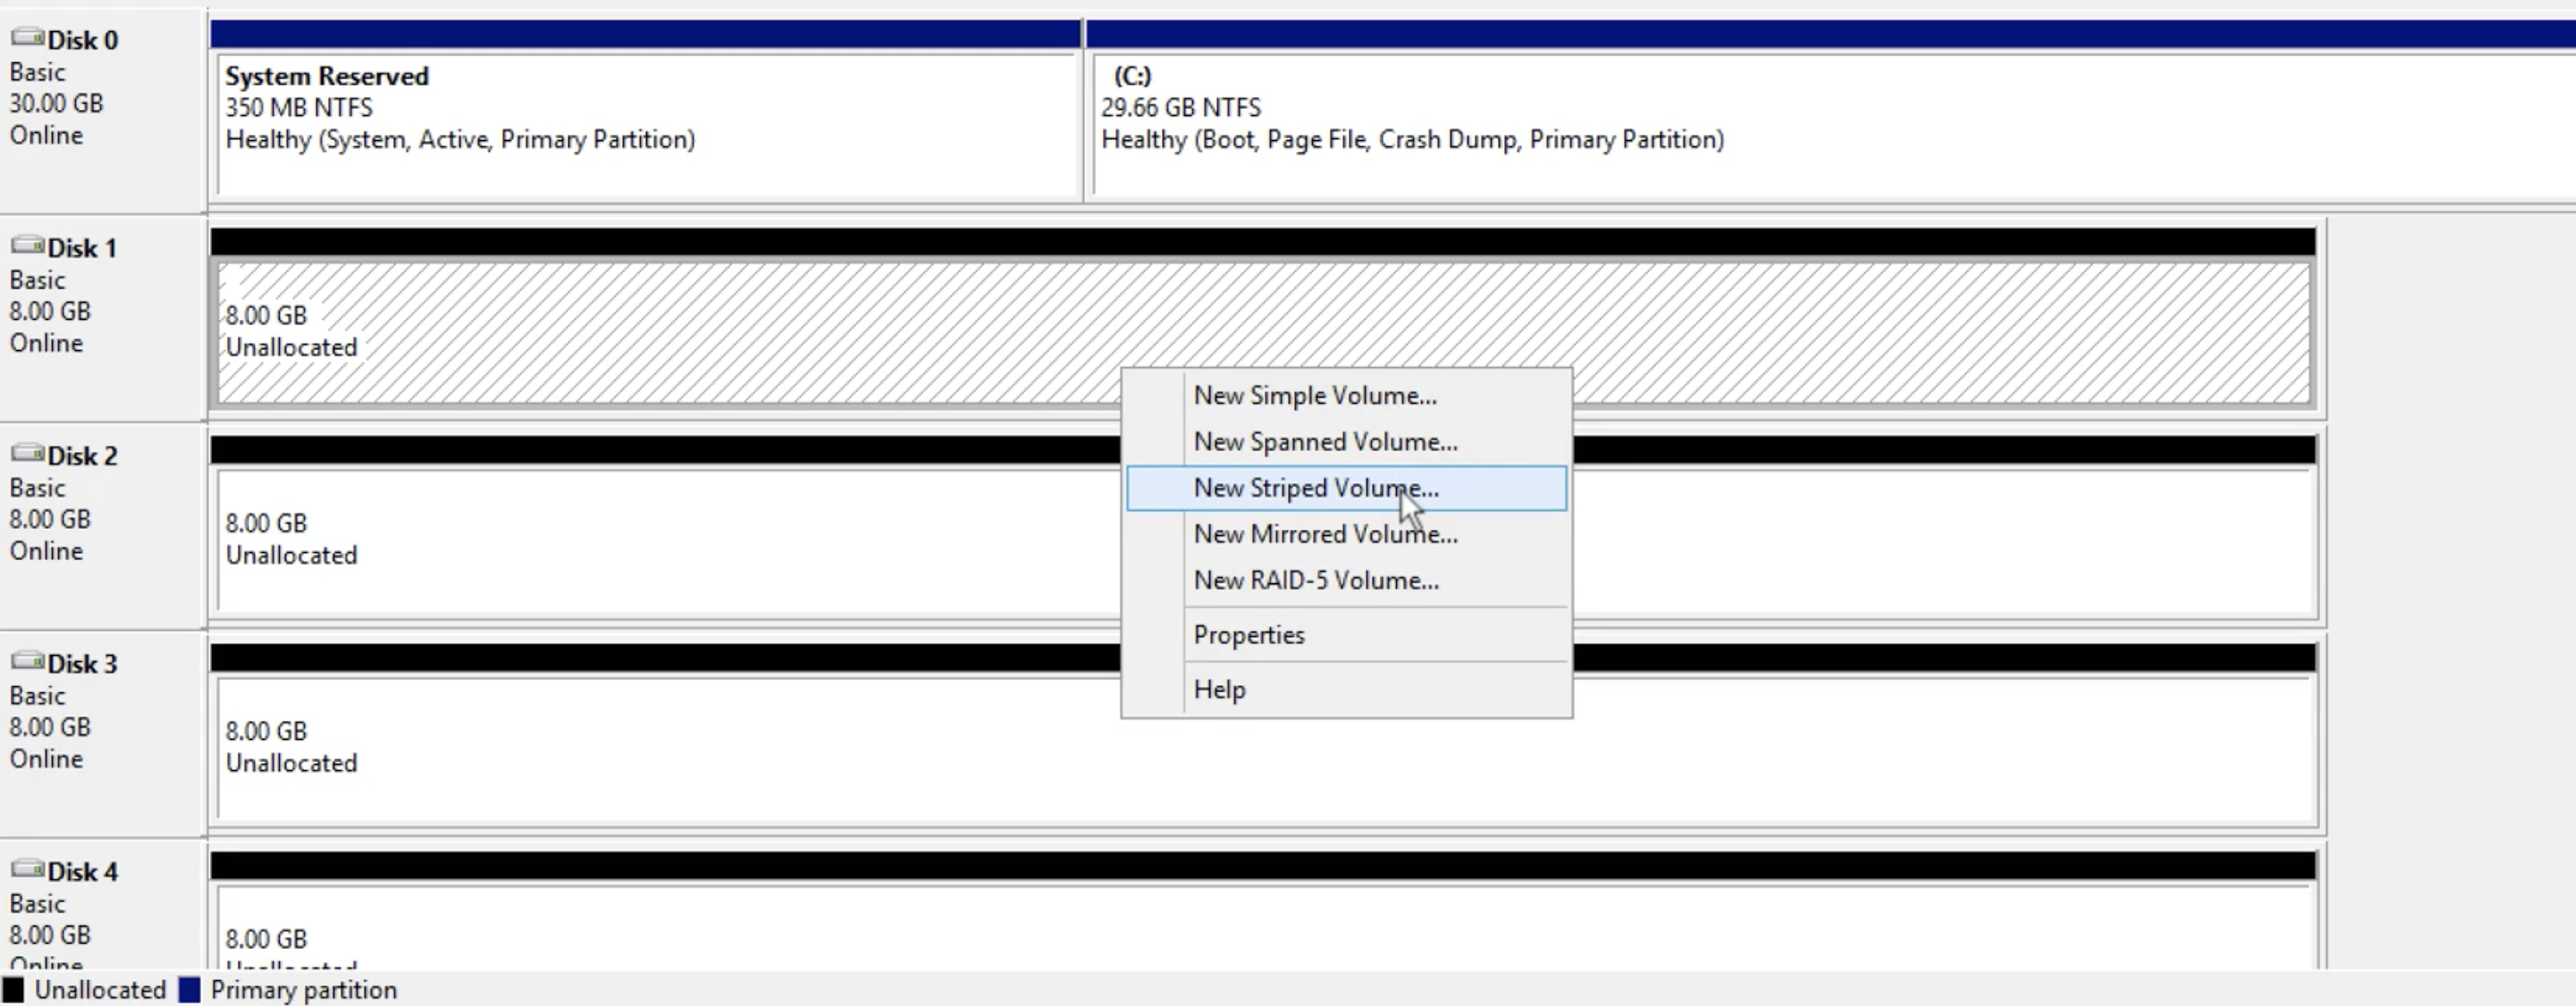 Disk 0
Basic
30.00 GB
Online
System Reserved
350 MB NTFS
Healthy (System, Active, Primary Partition)
(C:)
29.66 GB NTFS
Healthy (Boot, Page File, Crash Dump, Primary Partition)
Disk 1
Basic
8.00 GB
Online
8.00 GB
Unallocated
New Simple Volume...
New Spanned Volume...
New Striped Volume...
New Mirrored Volume...
New RAID-5 Volume...
Properties
Help
Disk 2
Basic
8.00 GB
Online
8.00 GB
Unallocated
Disk 3
Basic
8.00 GB
Online
8.00 GB
Unallocated
Disk 4
Basic
8.00 GB
Online
8.00 GB
Unallocated
Unallocated
Primary partition